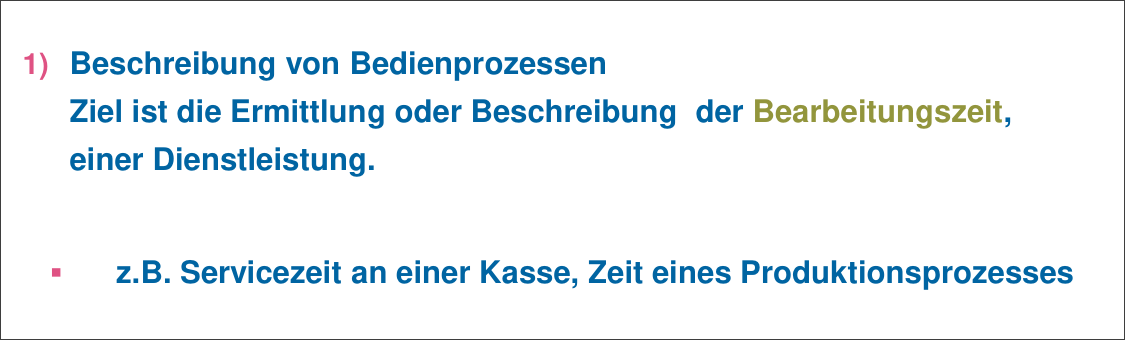 1) Beschreibung von Bedienprozessen
Ziel ist die Ermittlung oder Beschreibung der Bearbeitungszeit,
einer Dienstleistung.
▪ z.B. Servicezeit an einer Kasse, Zeit eines Produktionsprozesses